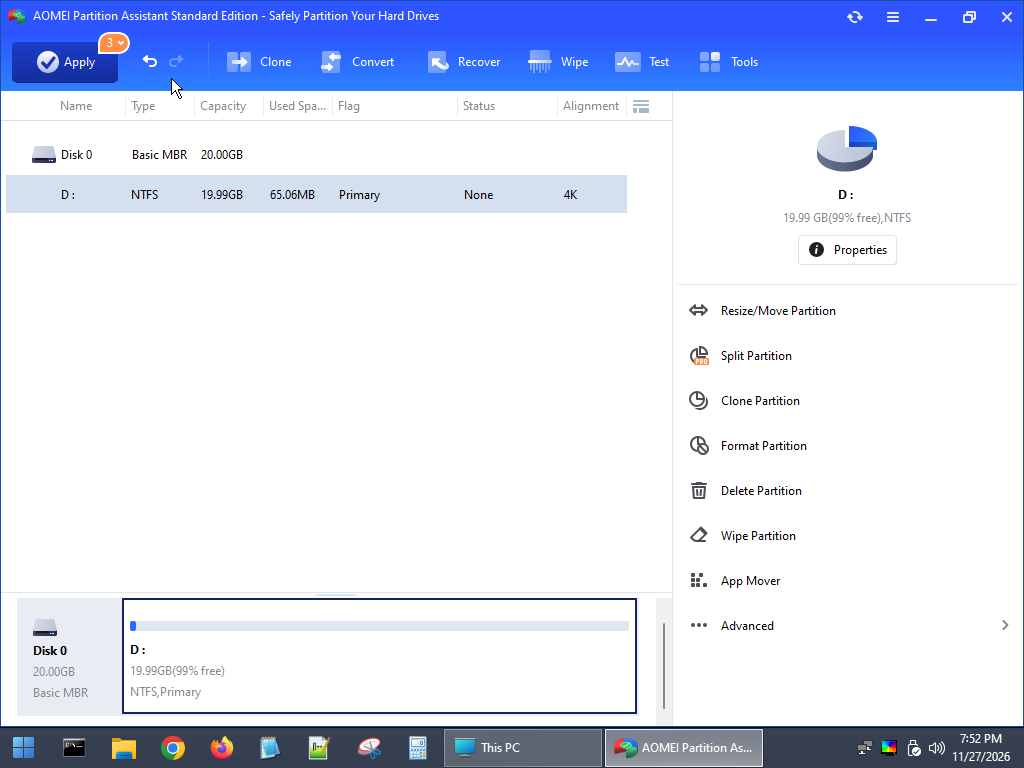 AOMEI Partition Assistant Standard Edition - Safely Partition Your Hard Drives
Apply 3 Clone Convert Recover Wipe Test Tools
Name Type Capacity Used Spa... Flag Status Alignment
Disk 0 Basic MBR 20.00GB
D : NTFS 19.99GB 65.06MB Primary None 4K
D :
19.99 GB(99% free),NTFS
Properties
Resize/Move Partition
Split Partition
PRO
Clone Partition
Format Partition
Delete Partition
Wipe Partition
App Mover
Advanced
Disk 0
20.00GB
Basic MBR
D :
19.99GB(99% free)
NTFS,Primary
This PC
AOMEI Partition As...
7:52 PM
11/27/2026